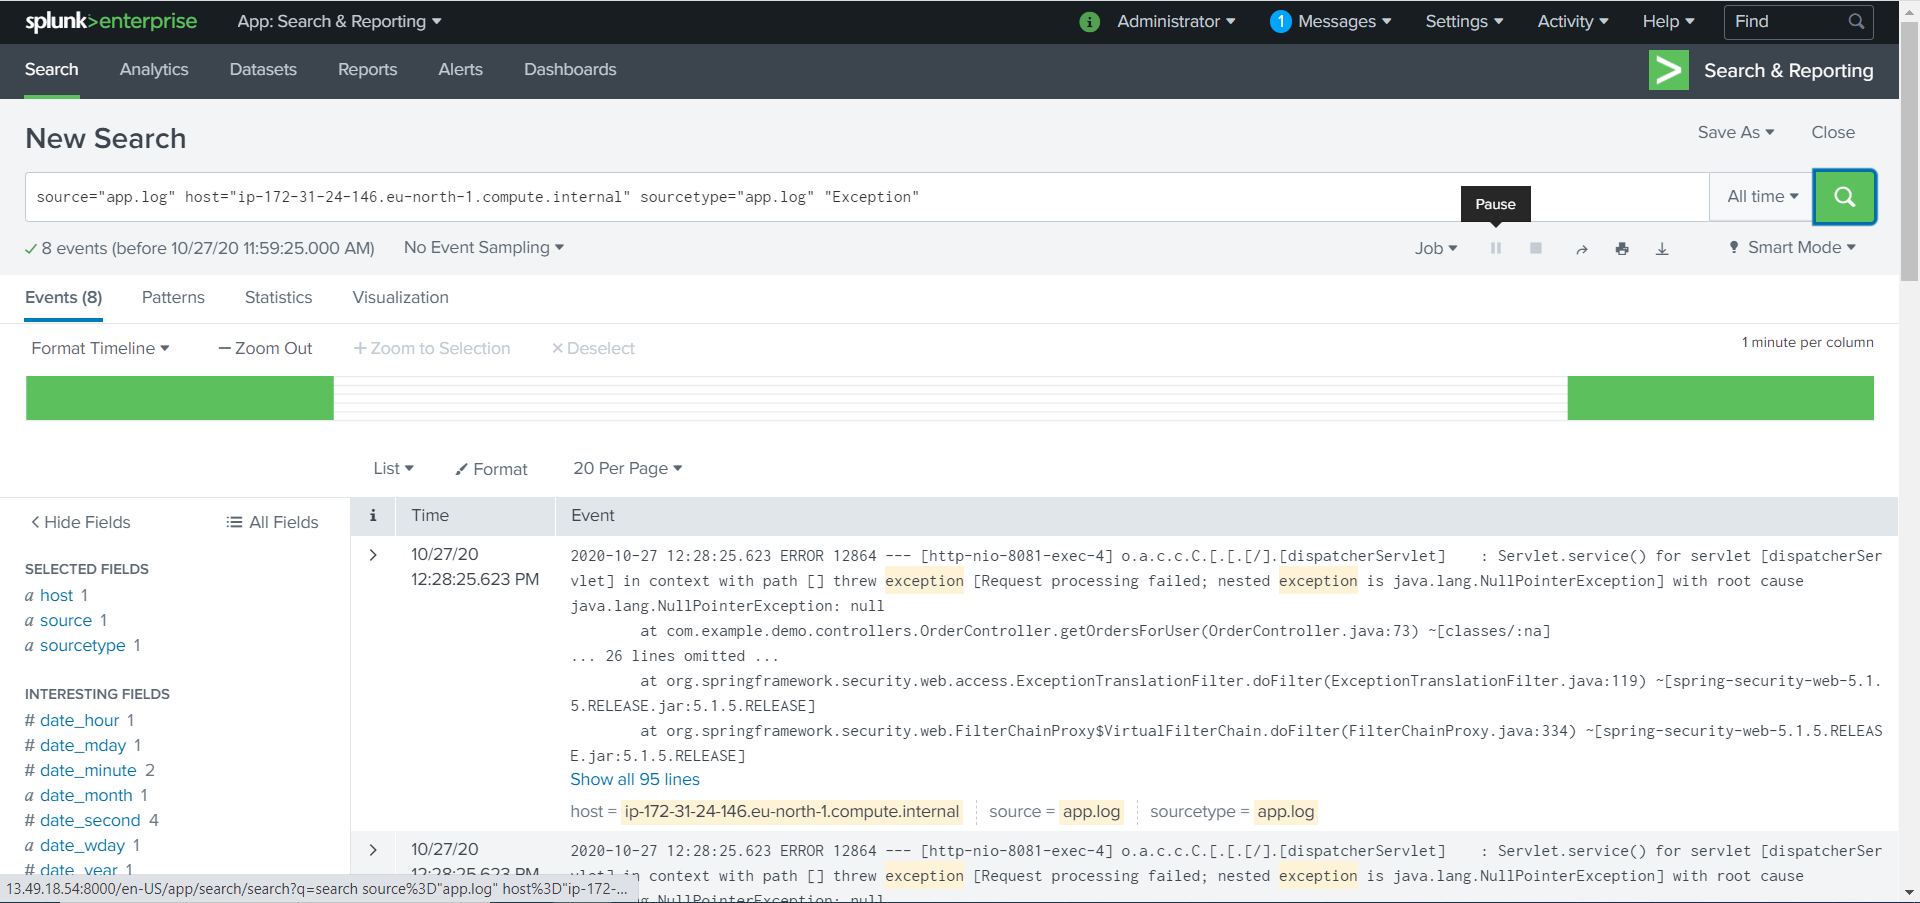 splunk>enterprise App: Search & Reporting i Administrator 1 Messages Settings Activity Help Find
Search Analytics Datasets Reports Alerts Dashboards > Search & Reporting
New Search Save As Close
source="app.log" host="ip-172-31-24-146.eu-north-1.compute.internal" sourcetype="app.log" "Exception" All time
Pause
8 events (before 10/27/20 11:59:25.000 AM) No Event Sampling Job Smart Mode
Events (8) Patterns Statistics Visualization
Format Timeline — Zoom Out + Zoom to Selection × Deselect 1 minute per column
List Format 20 Per Page
< Hide Fields All Fields
SELECTED FIELDS
a host 1
a source 1
a sourcetype 1
INTERESTING FIELDS
# date_hour 1
# date_mday 1
# date_minute 2
a date_month 1
# date_second 4
a date_wday 1
# date_year 1
i Time Event
> 10/27/20
12:28:25.623 PM
2020-10-27 12:28:25.623 ERROR 12864 --- [http-nio-8081-exec-4] o.a.c.c.C.[.[.[/].[dispatcherServlet] : Servlet.service() for servlet [dispatcherSer
vlet] in context with path [] threw exception [Request processing failed; nested exception is java.lang.NullPointerException] with root cause
java.lang.NullPointerException: null
at com.example.demo.controllers.OrderController.getOrdersForUser(OrderController.java:73) ~[classes/:na]
... 26 lines omitted ...
at org.springframework.security.web.access.ExceptionTranslationFilter.doFilter(ExceptionTranslationFilter.java:119) ~[spring-security-web-5.1.
5.RELEASE.jar:5.1.5.RELEASE]
at org.springframework.security.web.FilterChainProxy$VirtualFilterChain.doFilter(FilterChainProxy.java:334) ~[spring-security-web-5.1.5.RELEAS
E.jar:5.1.5.RELEASE]
Show all 95 lines
host = ip-172-31-24-146.eu-north-1.compute.internal source = app.log sourcetype = app.log
> 10/27/20
12:28:25.623 PM
2020-10-27 12:28:25.623 ERROR 12864 --- [http-nio-8081-exec-4] o.a.c.c.C.[.[.[/].[dispatcherServlet] : Servlet.service() for servlet [dispatcherSer
vlet] in context with path [] threw exception [Request processing failed; nested exception is java.lang.NullPointerException] with root cause
java.lang.NullPointerException: null
13.49.18.54:8000/en-US/app/search/search?q=search source%3D"app.log" host%3D"ip-172-...